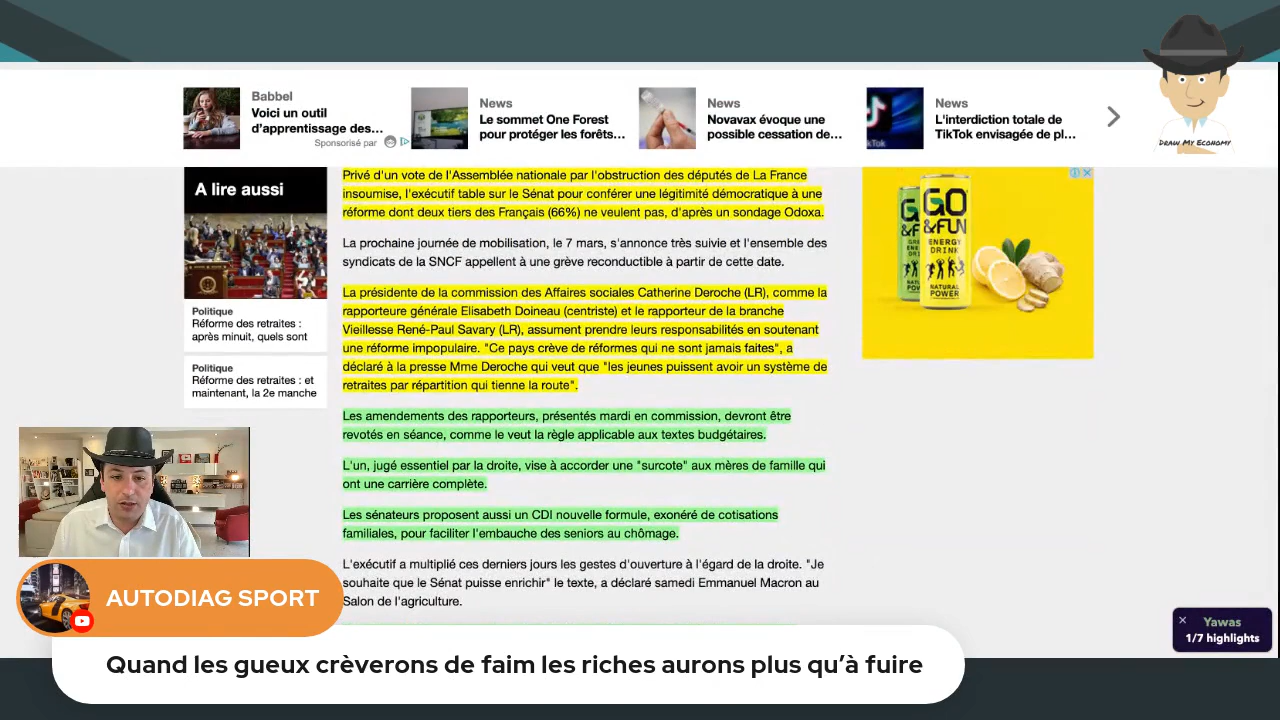 Babbel
Voici un outil
d'apprentissage des...
Sponsorisé par
News
Le sommet One Forest
pour protéger les forêts...
News
Novavax évoque une
possible cessation de...
News
L'interdiction totale de
TikTok envisagée de pl...
DRAW MY ECONOMY
A lire aussi
Politique
Réforme des retraites :
après minuit, quels sont
Politique
Réforme des retraites : et
maintenant, la 2e manche
Privé d'un vote de l'Assemblée nationale par l'obstruction des députés de La France
insoumise, l'exécutif table sur le Sénat pour conférer une légitimité démocratique à une
réforme dont deux tiers des Français (66%) ne veulent pas, d'après un sondage Odoxa.
La prochaine journée de mobilisation, le 7 mars, s'annonce très suivie et l'ensemble des
syndicats de la SNCF appellent à une grève reconductible à partir de cette date.
La présidente de la commission des Affaires sociales Catherine Deroche (LR), comme la
rapporteure générale Elisabeth Doineau (centriste) et le rapporteur de la branche
Vieillesse René-Paul Savary (LR), assument prendre leurs responsabilités en soutenant
une réforme impopulaire. "Ce pays crève de réformes qui ne sont jamais faites", a
déclaré à la presse Mme Deroche qui veut que "les jeunes puissent avoir un système de
retraites par répartition qui tienne la route".
Les amendements des rapporteurs, présentés mardi en commission, devront être
revotés en séance, comme le veut la règle applicable aux textes budgétaires.
L'un, jugé essentiel par la droite, vise à accorder une "surcote" aux mères de famille qui
ont une carrière complète.
Les sénateurs proposent aussi un CDI nouvelle formule, exonéré de cotisations
familiales, pour faciliter l'embauche des seniors au chômage.
L'exécutif a multiplié ces derniers jours les gestes d'ouverture à l'égard de la droite. "Je
souhaite que le Sénat puisse enrichir" le texte, a déclaré samedi Emmanuel Macron au
Salon de l'agriculture.
GO
&FUN
ENERGY
DRINK
NATURAL
POWER
Yawas
1/7 highlights
AUTODIAG SPORT
Quand les gueux crèverons de faim les riches aurons plus qu'à fuire